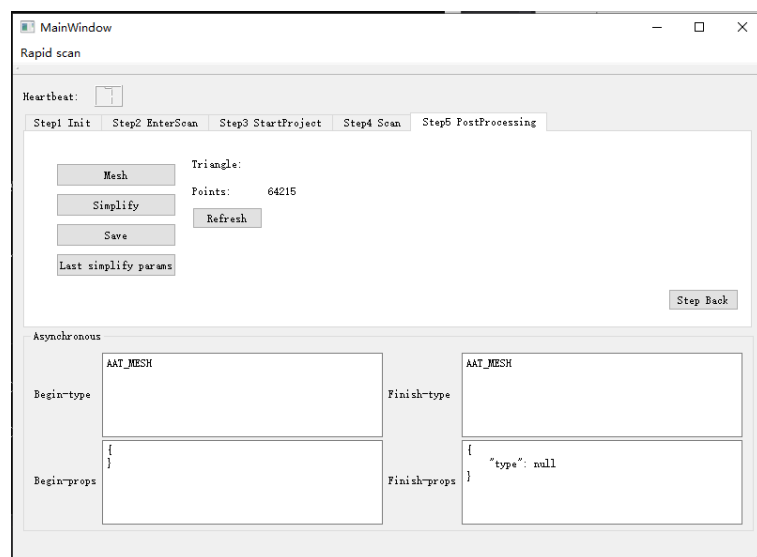 MainWindow
Rapid scan
Heartbeat:
Step1 Init
Step2 EnterScan
Step3 StartProject
Step4 Scan
Step5 PostProcessing
Mesh
Triangle:
Points: 64215
Simplify
Refresh
Save
Last simplify params
Step Back
Asynchronous
Begin-type
AAT_MESH
Finish-type
AAT_MESH
Begin-props
{
}
Finish-props
{
"type": null
}